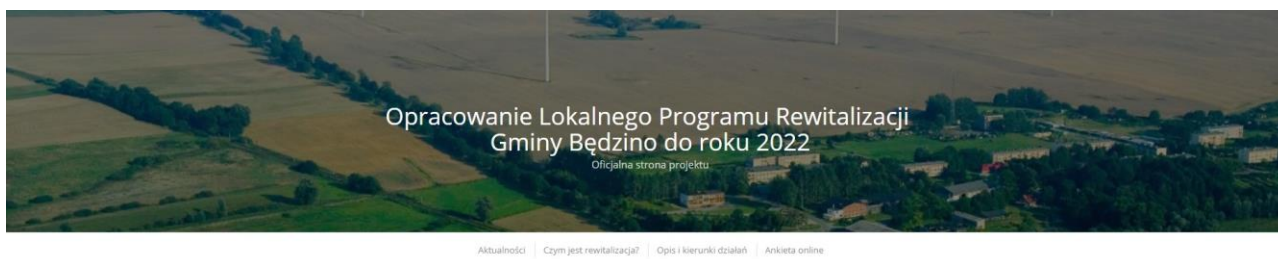 Opracowanie Lokalnego Programu Rewitalizacji
Gminy Będzino do roku 2022
Oficjalna strona projektu
Aktualności Czym jest rewitalizacja? Opis i kierunki działań Ankieta online